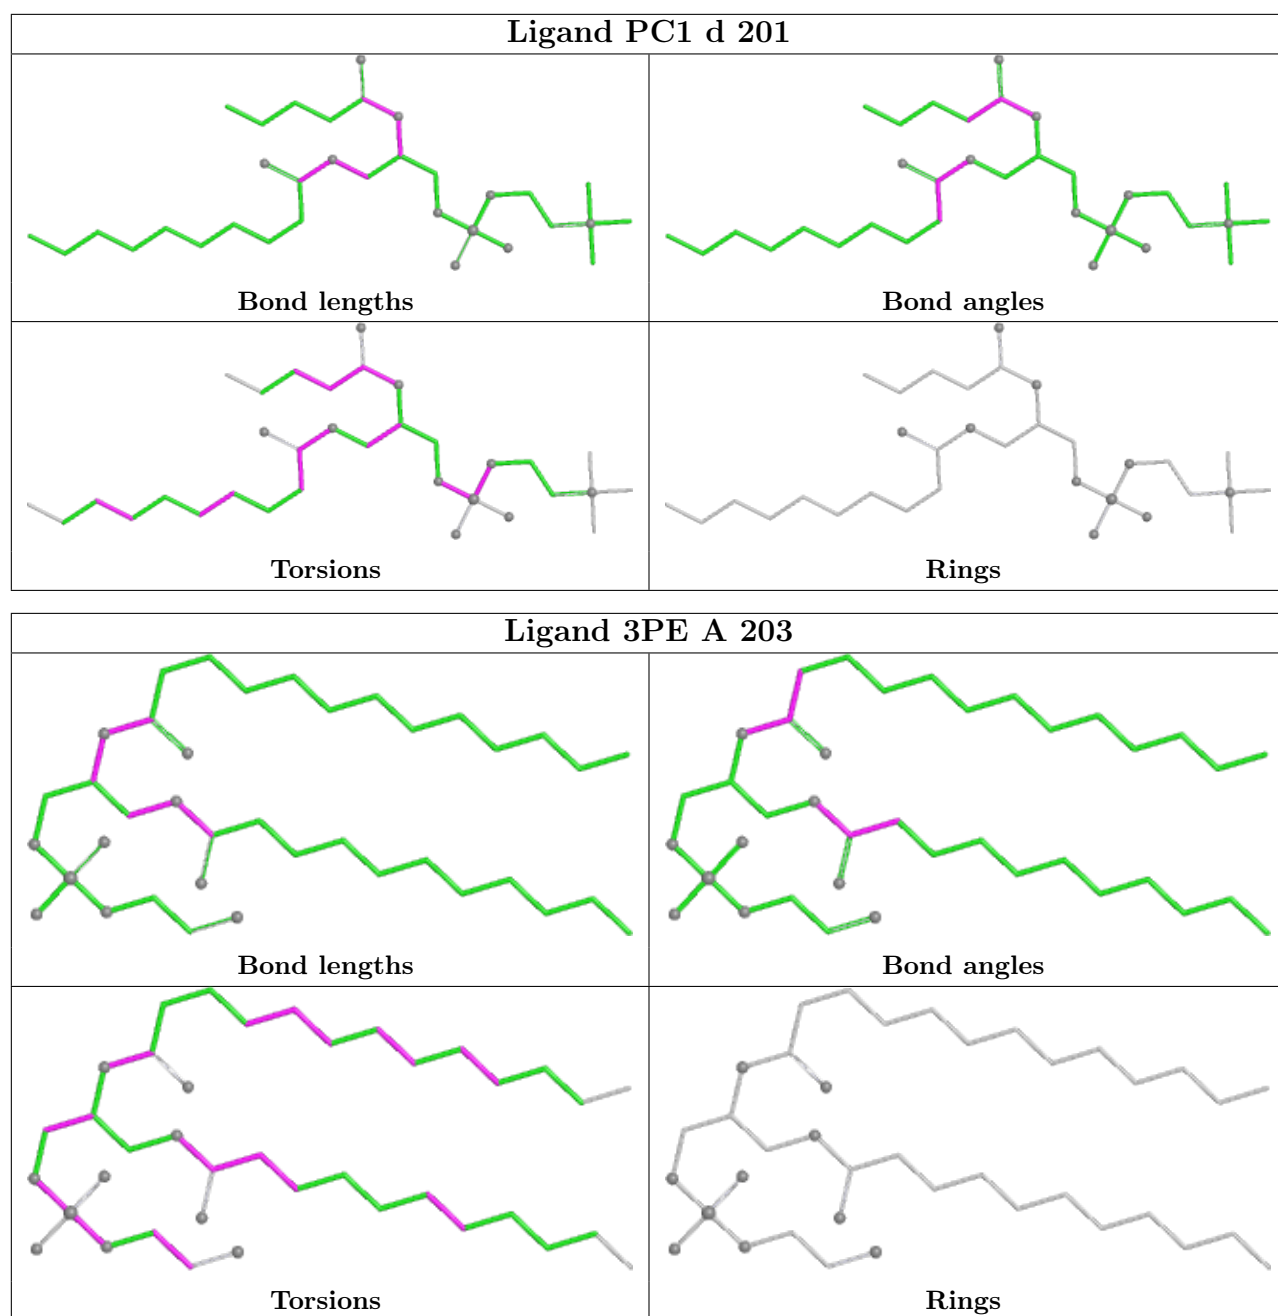 Ligand PC1 d 201
Bond lengths
Bond angles
Torsions
Rings
Ligand 3PE A 203
Bond lengths
Bond angles
Torsions
Rings